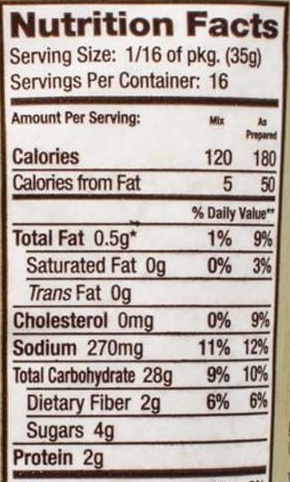 Nutrition Facts
Serving Size: 1/16 of pkg. (35g)
Servings Per Container: 16
Amount Per Serving: Mix As Prepared
Calories 120 180
Calories from Fat 5 50
% Daily Value**
Total Fat 0.5g* 1% 9%
Saturated Fat 0g 0% 3%
Trans Fat 0g
Cholesterol 0mg 0% 9%
Sodium 270mg 11% 12%
Total Carbohydrate 28g 9% 10%
Dietary Fiber 2g 6% 6%
Sugars 4g
Protein 2g